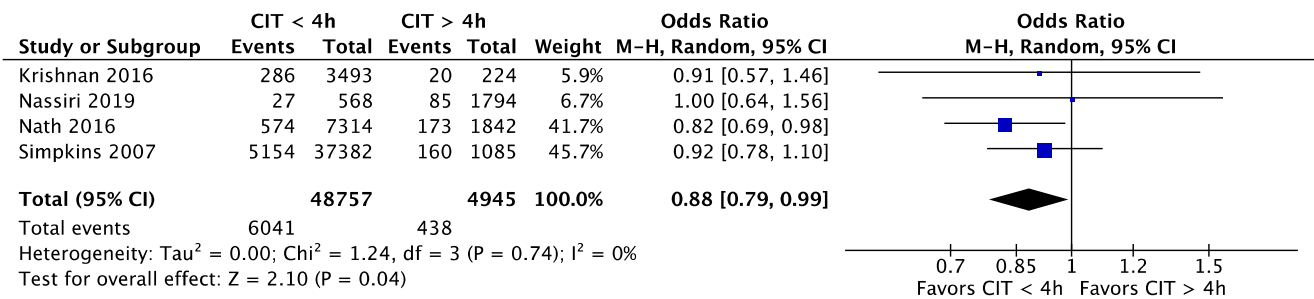 CIT < 4h CIT > 4h Odds Ratio Odds Ratio
Study or Subgroup Events Total Events Total Weight M-H, Random, 95% CI M-H, Random, 95% CI
Krishnan 2016 286 3493 20 224 5.9% 0.91 [0.57, 1.46]
Nassiri 2019 27 568 85 1794 6.7% 1.00 [0.64, 1.56]
Nath 2016 574 7314 173 1842 41.7% 0.82 [0.69, 0.98]
Simpkins 2007 5154 37382 160 1085 45.7% 0.92 [0.78, 1.10]
Total (95% CI) 48757 4945 100.0% 0.88 [0.79, 0.99]
Total events 6041 438
Heterogeneity: Tau² = 0.00; Chi² = 1.24, df = 3 (P = 0.74); I² = 0%
Test for overall effect: Z = 2.10 (P = 0.04)
0.7 0.85 1 1.2 1.5
Favors CIT < 4h Favors CIT > 4h